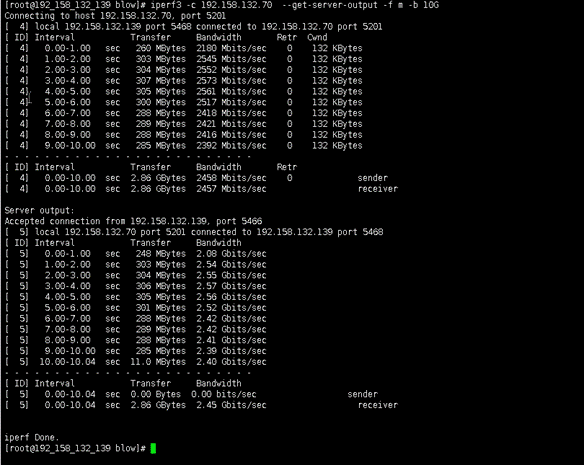 [root@192_158_132_139 blow]# iperf3 -c 192.158.132.70  --get-server-output -f m -b 10G
Connecting to host 192.158.132.70, port 5201
[  4] local 192.158.132.139 port 5468 connected to 192.158.132.70 port 5201
[ ID] Interval           Transfer     Bandwidth       Retr  Cwnd
[  4]   0.00-1.00   sec   260 MBytes  2180 Mbits/sec    0    132 KBytes
[  4]   1.00-2.00   sec   303 MBytes  2545 Mbits/sec    0    132 KBytes
[  4]   2.00-3.00   sec   304 MBytes  2552 Mbits/sec    0    132 KBytes
[  4]   3.00-4.00   sec   307 MBytes  2573 Mbits/sec    0    132 KBytes
[  4]   4.00-5.00   sec   305 MBytes  2561 Mbits/sec    0    132 KBytes
[  4]   5.00-6.00   sec   300 MBytes  2517 Mbits/sec    0    132 KBytes
[  4]   6.00-7.00   sec   288 MBytes  2418 Mbits/sec    0    132 KBytes
[  4]   7.00-8.00   sec   289 MBytes  2421 Mbits/sec    0    132 KBytes
[  4]   8.00-9.00   sec   288 MBytes  2416 Mbits/sec    0    132 KBytes
[  4]   9.00-10.00  sec   285 MBytes  2392 Mbits/sec    0    132 KBytes
- - - - - - - - - - - - - - - - - - - - - - - - -
[ ID] Interval           Transfer     Bandwidth       Retr
[  4]   0.00-10.00  sec  2.86 GBytes  2458 Mbits/sec    0             sender
[  4]   0.00-10.00  sec  2.86 GBytes  2457 Mbits/sec                  receiver
Server output:
Accepted connection from 192.158.132.139, port 5466
[  5] local 192.158.132.70 port 5201 connected to 192.158.132.139 port 5468
[ ID] Interval           Transfer     Bandwidth
[  5]   0.00-1.00   sec   248 MBytes  2.08 Gbits/sec
[  5]   1.00-2.00   sec   303 MBytes  2.54 Gbits/sec
[  5]   2.00-3.00   sec   304 MBytes  2.55 Gbits/sec
[  5]   3.00-4.00   sec   306 MBytes  2.57 Gbits/sec
[  5]   4.00-5.00   sec   305 MBytes  2.56 Gbits/sec
[  5]   5.00-6.00   sec   301 MBytes  2.52 Gbits/sec
[  5]   6.00-7.00   sec   288 MBytes  2.42 Gbits/sec
[  5]   7.00-8.00   sec   289 MBytes  2.42 Gbits/sec
[  5]   8.00-9.00   sec   288 MBytes  2.41 Gbits/sec
[  5]   9.00-10.00  sec   285 MBytes  2.39 Gbits/sec
[  5]  10.00-10.04  sec  11.0 MBytes  2.40 Gbits/sec
- - - - - - - - - - - - - - - - - - - - - - - - -
[ ID] Interval           Transfer     Bandwidth
[  5]   0.00-10.04  sec  0.00 Bytes  0.00 bits/sec                  sender
[  5]   0.00-10.04  sec  2.86 GBytes  2.45 Gbits/sec                  receiver
iperf Done.
[root@192_158_132_139 blow]#